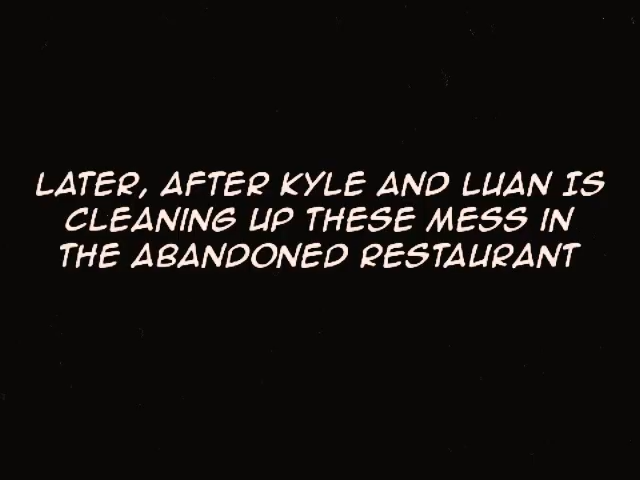 LATER, AFTER KYLE AND LUAN IS
CLEANING UP THESE MESS IN
THE ABANDONED RESTAURANT